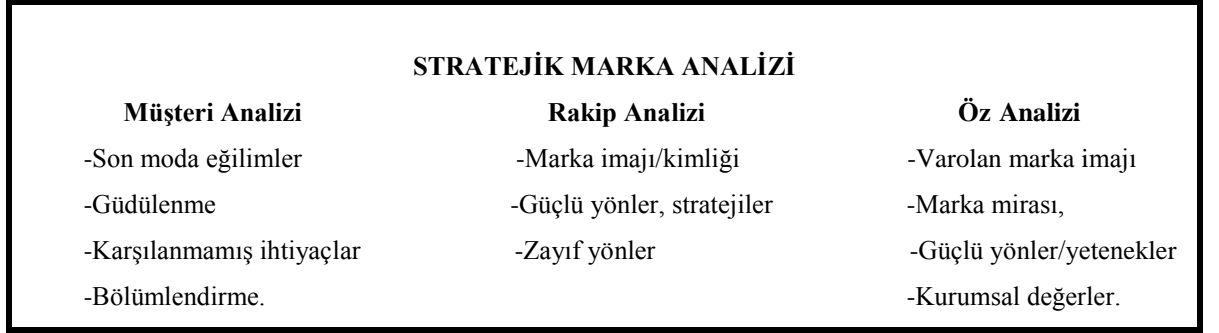 STRATEJİK MARKA ANALİZİ
Müşteri Analizi Rakip Analizi Öz Analizi
-Son moda eğilimler -Marka imajı/kimliği -Varolan marka imajı
-Güdülenme -Güçlü yönler, stratejiler -Marka mirası,
-Karşılanmamış ihtiyaçlar -Zayıf yönler -Güçlü yönler/yetenekler
-Bölümlendirme. -Kurumsal değerler.